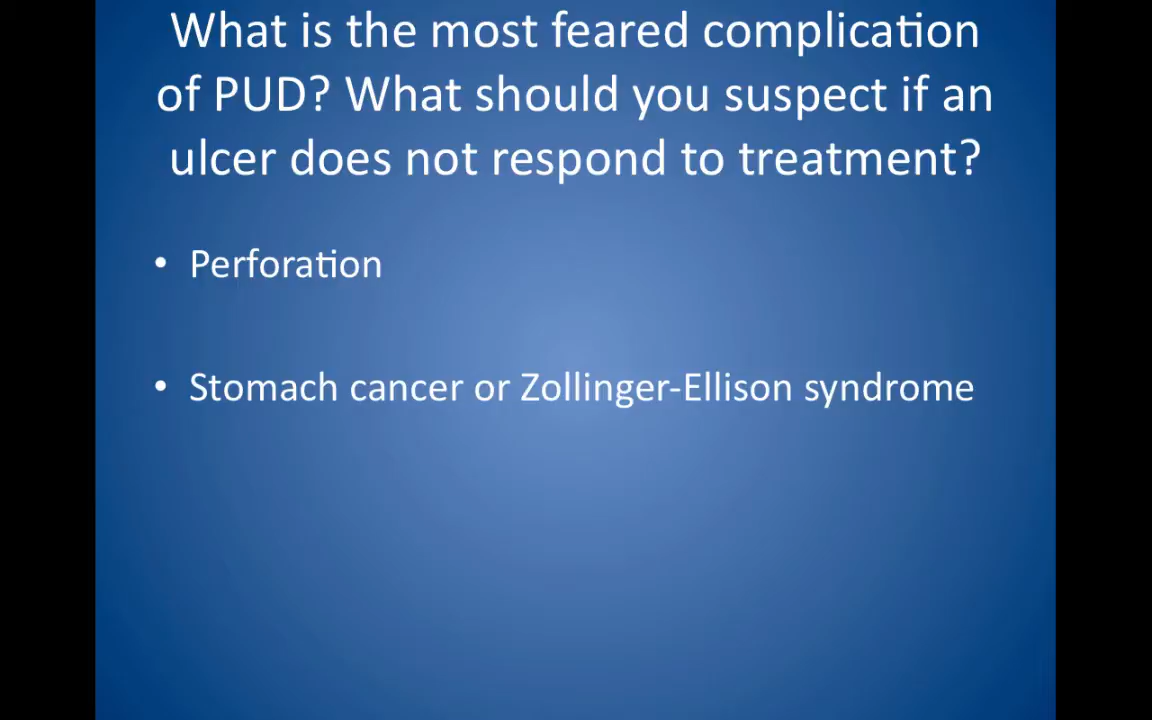 What is the most feared complication
of PUD? What should you suspect if an
ulcer does not respond to treatment?
• Perforation
• Stomach cancer or Zollinger-Ellison syndrome